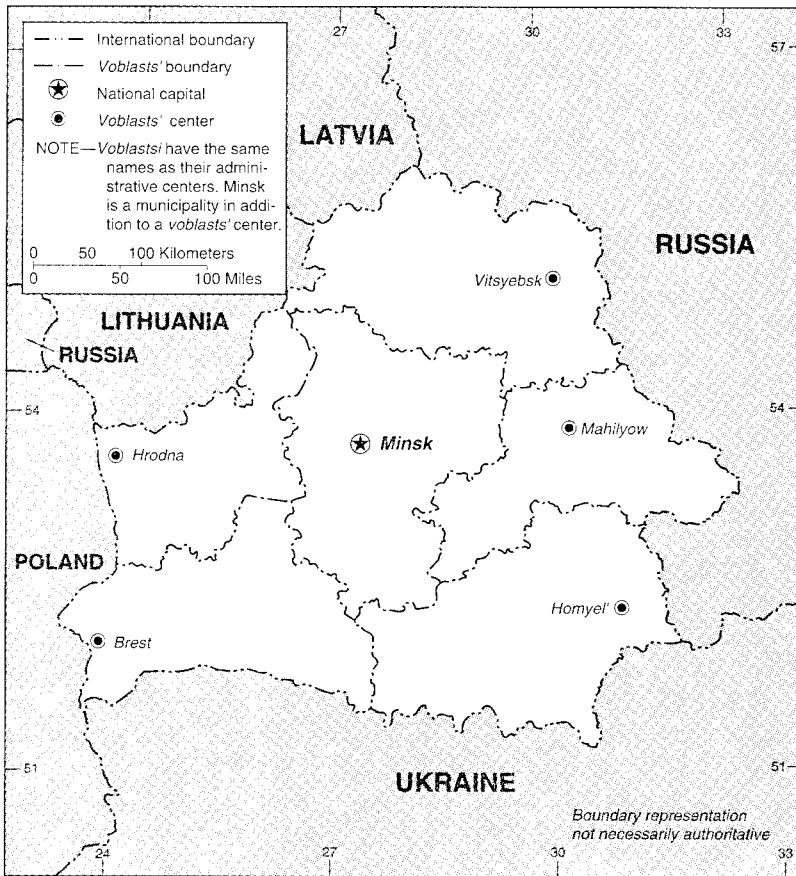 International boundary
Voblasts' boundary
National capital
Voblasts' center
NOTE—Voblastsi have the same
names as their admini-
strative centers. Minsk
is a municipality in addi-
tion to a voblasts' center.
0 50 100 Kilometers
0 50 100 Miles
27 30 33
57
LATVIA
RUSSIA
Vitsyebsk
LITHUANIA
RUSSIA
54 54
Mahilyow
Minsk
Hrodna
POLAND
Homyel'
Brest
51 51
UKRAINE
Boundary representation
not necessarily authoritative
24 27 30 33